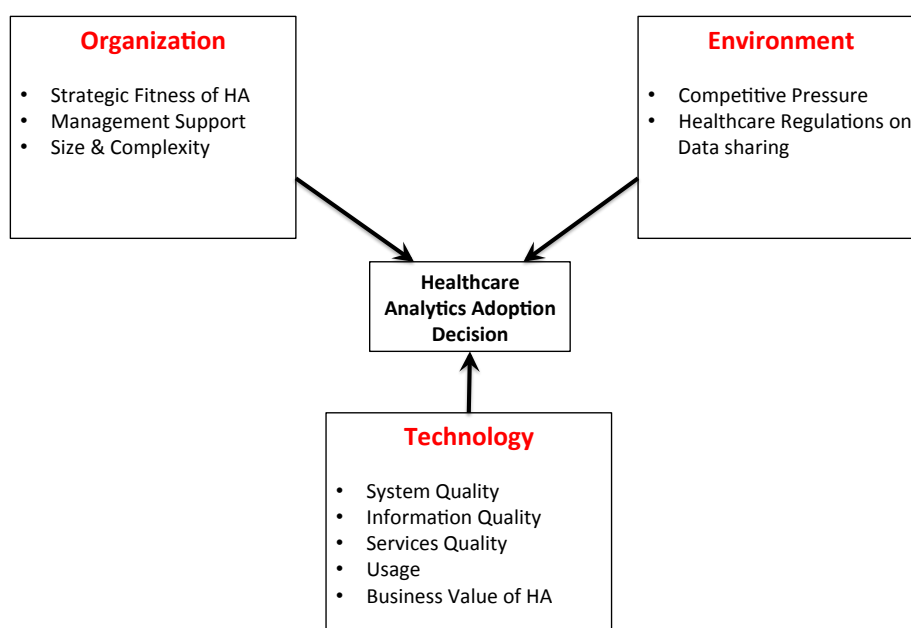 Organization
• Strategic Fitness of HA
• Management Support
• Size & Complexity
Environment
• Competitive Pressure
• Healthcare Regulations on
Data sharing
Healthcare
Analytics Adoption
Decision
Technology
• System Quality
• Information Quality
• Services Quality
• Usage
• Business Value of HA